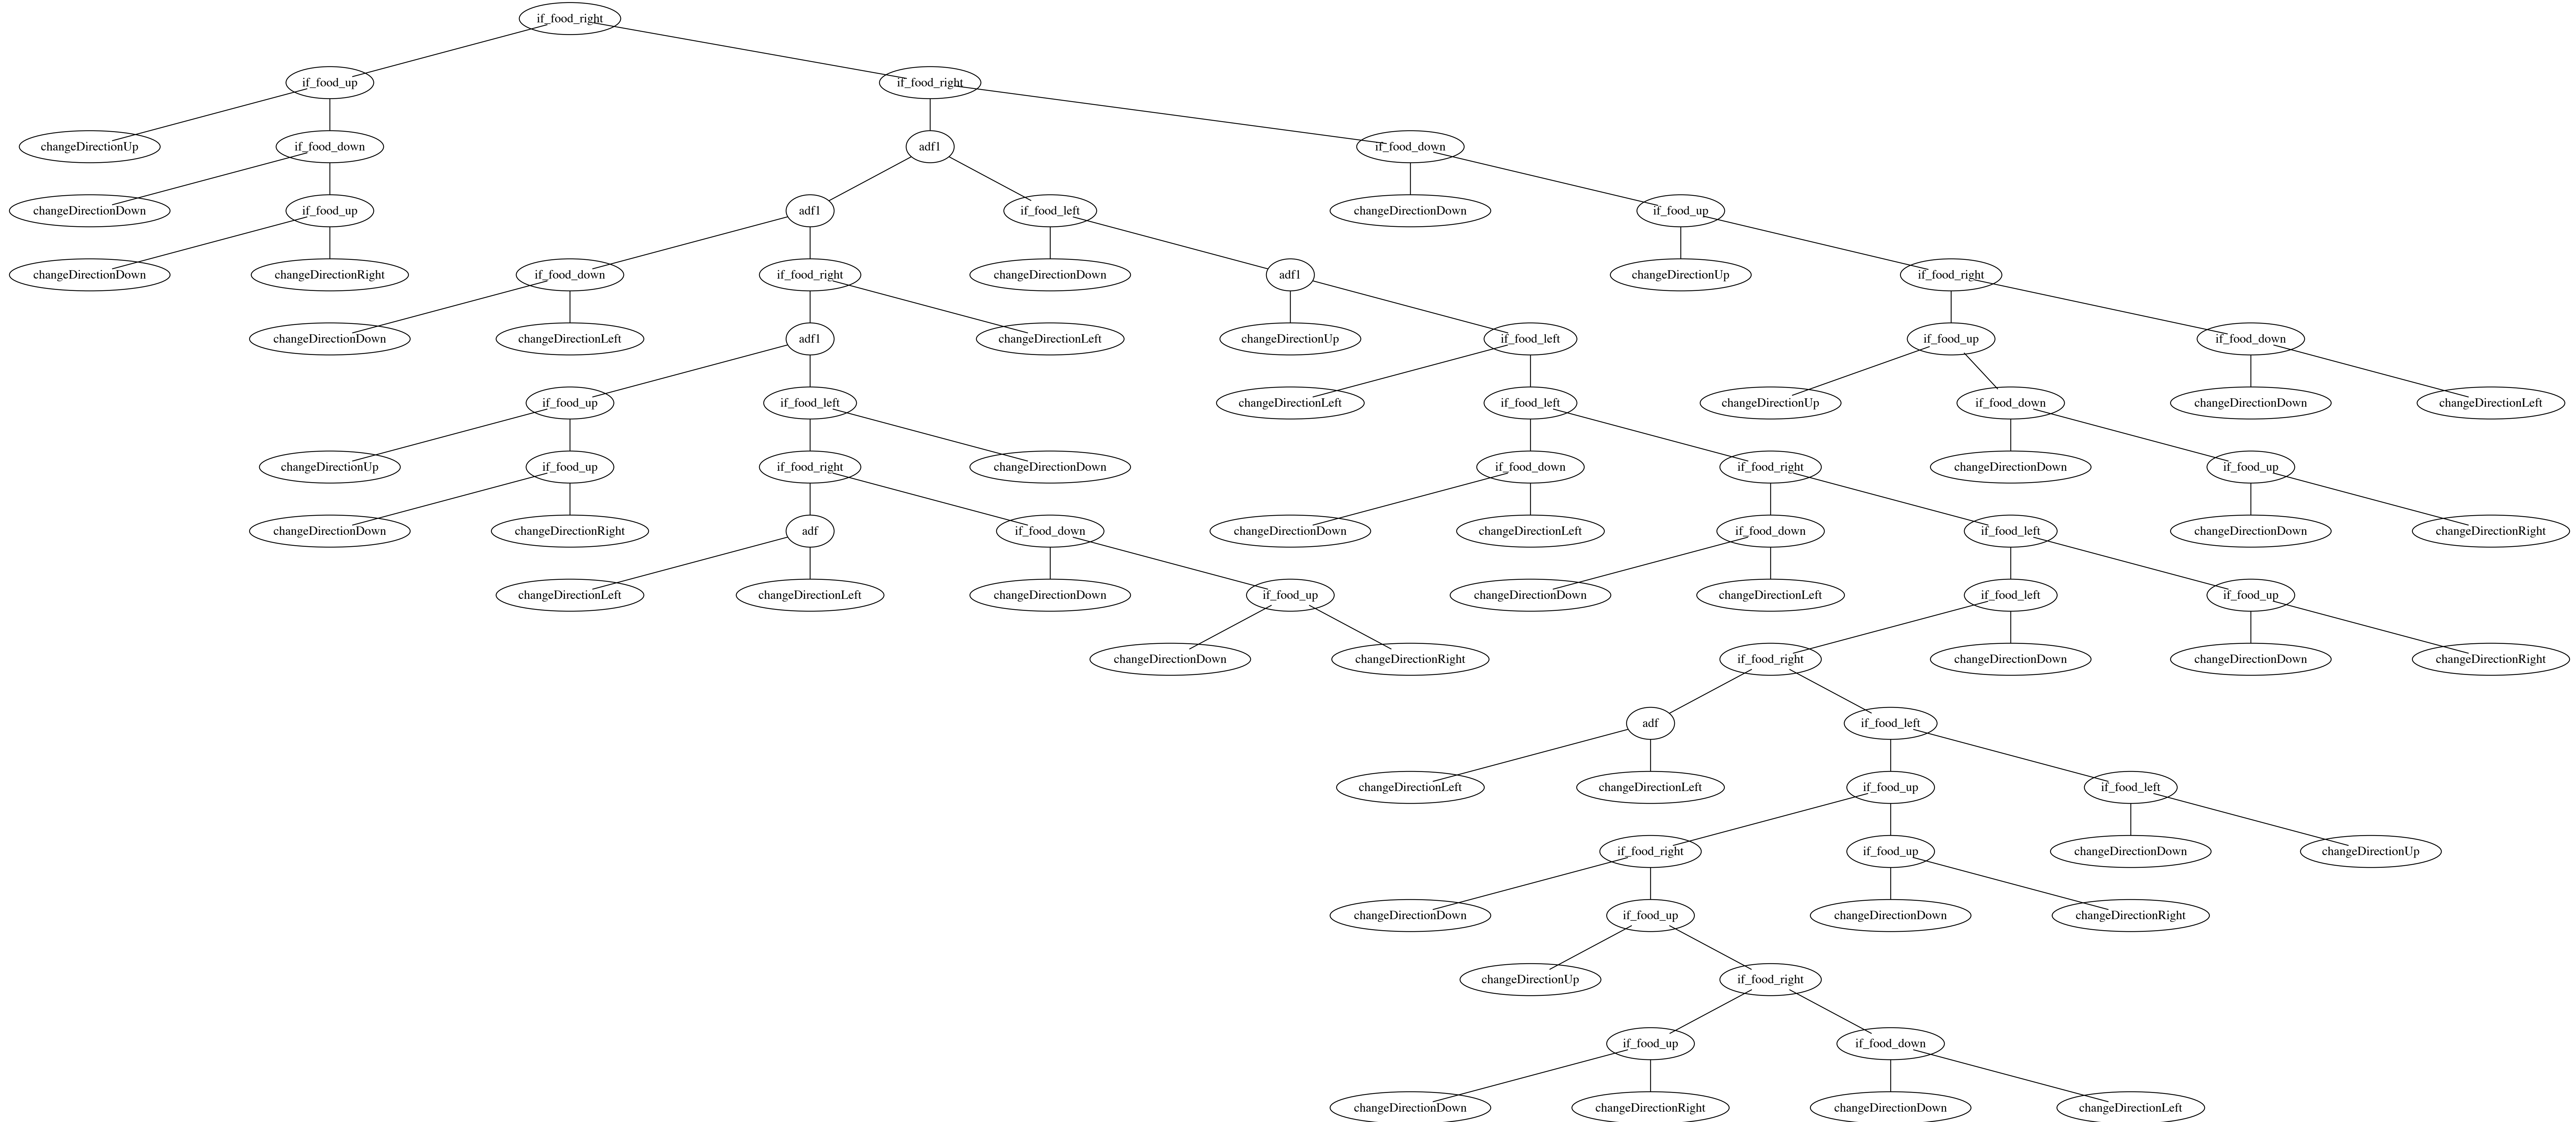 if_food_right
if_food_up
if_food_right
changeDirectionUp
if_food_down
adf1
if_food_down
changeDirectionDown
if_food_up
adf1
if_food_left
changeDirectionDown
if_food_up
changeDirectionDown
changeDirectionRight
if_food_down
if_food_right
changeDirectionDown
adf1
changeDirectionUp
if_food_right
changeDirectionDown
changeDirectionLeft
adf1
changeDirectionLeft
changeDirectionUp
if_food_left
if_food_up
if_food_down
if_food_up
if_food_left
changeDirectionLeft
if_food_left
changeDirectionUp
if_food_down
changeDirectionDown
changeDirectionLeft
changeDirectionUp
if_food_up
if_food_right
changeDirectionDown
if_food_down
if_food_right
changeDirectionDown
if_food_up
changeDirectionDown
changeDirectionRight
adf
if_food_down
changeDirectionDown
changeDirectionLeft
if_food_down
if_food_left
changeDirectionDown
changeDirectionRight
changeDirectionLeft
changeDirectionLeft
changeDirectionDown
if_food_up
changeDirectionDown
changeDirectionLeft
if_food_left
if_food_up
changeDirectionDown
changeDirectionRight
if_food_right
changeDirectionDown
changeDirectionDown
changeDirectionRight
adf
if_food_left
changeDirectionLeft
changeDirectionLeft
if_food_up
if_food_left
if_food_right
if_food_up
changeDirectionDown
changeDirectionUp
changeDirectionDown
if_food_up
changeDirectionDown
changeDirectionRight
changeDirectionUp
if_food_right
if_food_up
if_food_down
changeDirectionDown
changeDirectionRight
changeDirectionDown
changeDirectionLeft